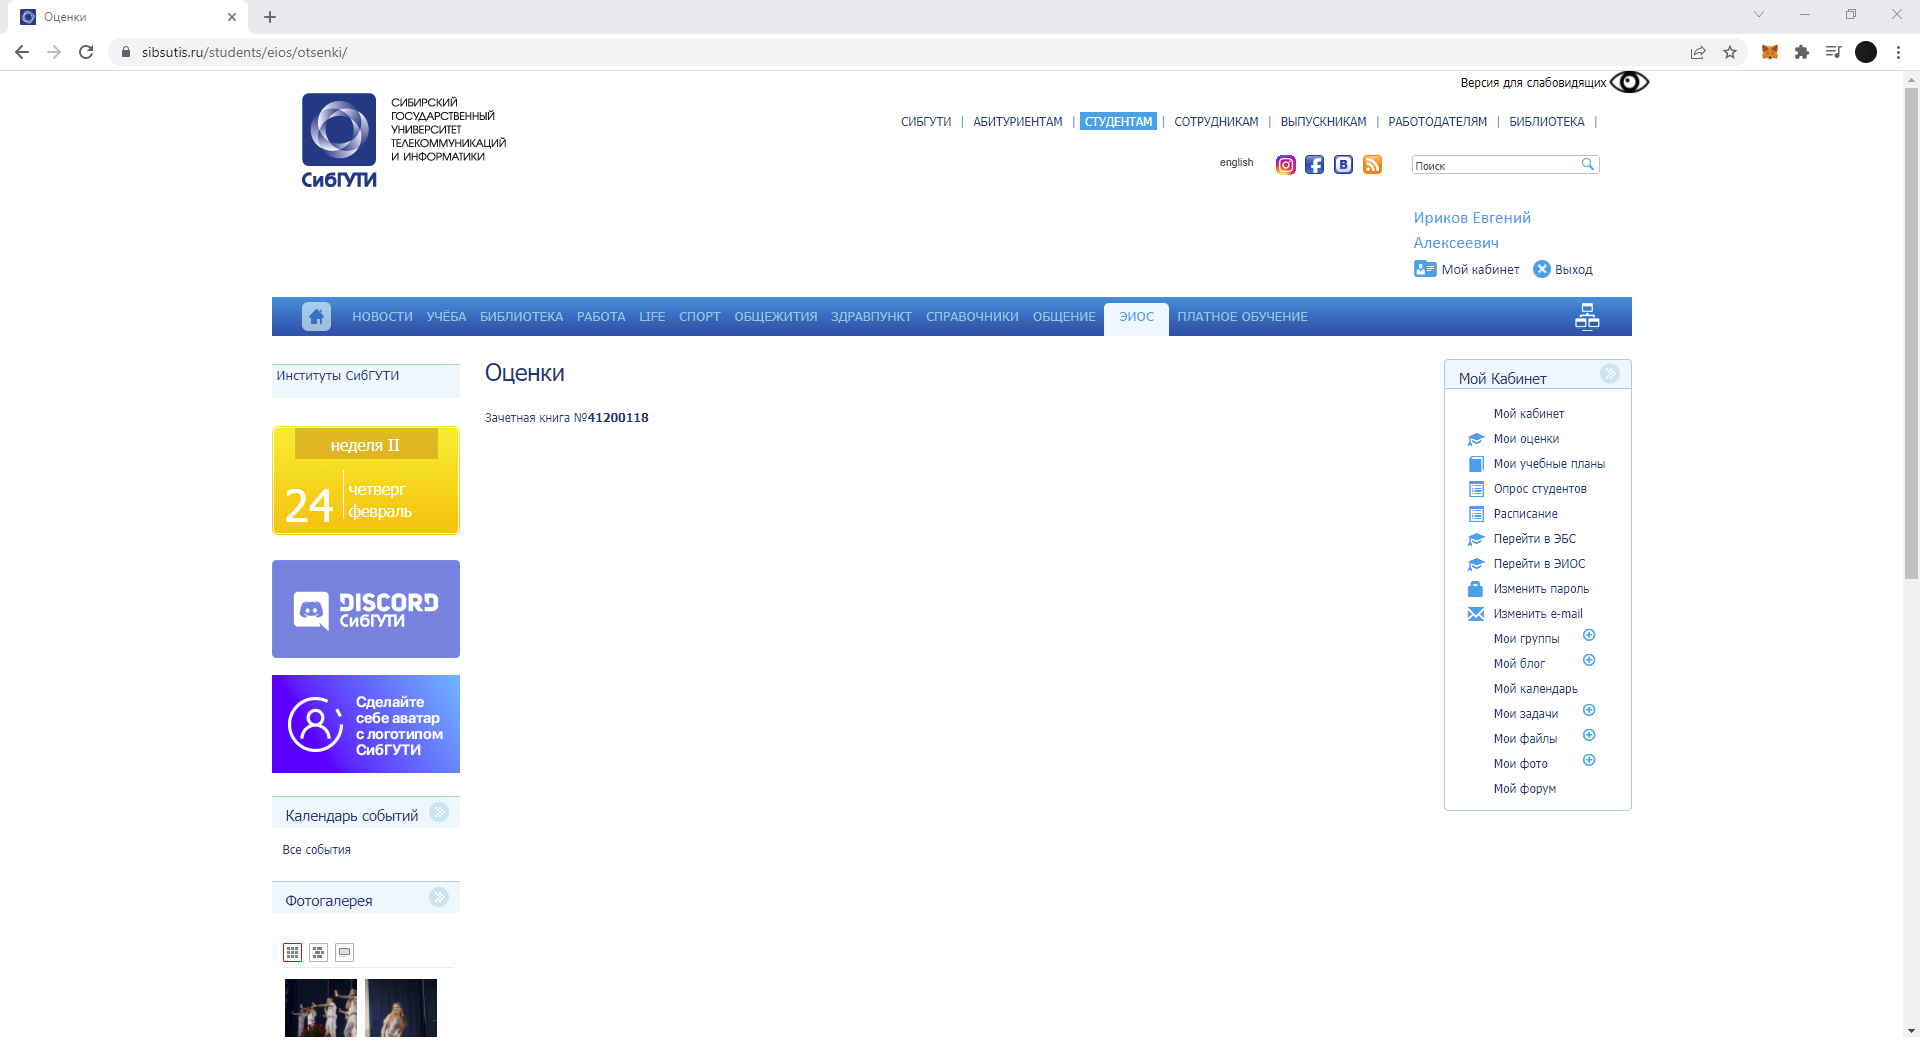 Оценки
sibsutis.ru/students/eios/otsenki/
Версия для слабовидящих
СИБИРСКИЙ
ГОСУДАРСТВЕННЫЙ
УНИВЕРСИТЕТ
ТЕЛЕКОММУНИКАЦИЙ
И ИНФОРМАТИКИ
СибГУТИ
СИБГУТИ | АБИТУРИЕНТАМ | СТУДЕНТАМ | СОТРУДНИКАМ | ВЫПУСКНИКАМ | РАБОТОДАТЕЛЯМ | БИБЛИОТЕКА |
english
Поиск
Ириков Евгений
Алексеевич
Мой кабинет Выход
НОВОСТИ УЧЁБА БИБЛИОТЕКА РАБОТА LIFE СПОРТ ОБЩЕЖИТИЯ ЗДРАВПУНКТ СПРАВОЧНИКИ ОБЩЕНИЕ ЭИОС ПЛАТНОЕ ОБУЧЕНИЕ
Институты СибГУТИ
неделя II
24
четверг
февраль
DISCORD
СибГУТИ
Сделайте
себе аватар
с логотипом
СибГУТИ
Календарь событий
Все события
Фотогалерея
Оценки
Зачетная книга №41200118
Мой Кабинет
Мой кабинет
Мои оценки
Мои учебные планы
Опрос студентов
Расписание
Перейти в ЭБС
Перейти в ЭИОС
Изменить пароль
Изменить e-mail
Мои группы
Мой блог
Мой календарь
Мои задачи
Мои файлы
Мои фото
Мой форум